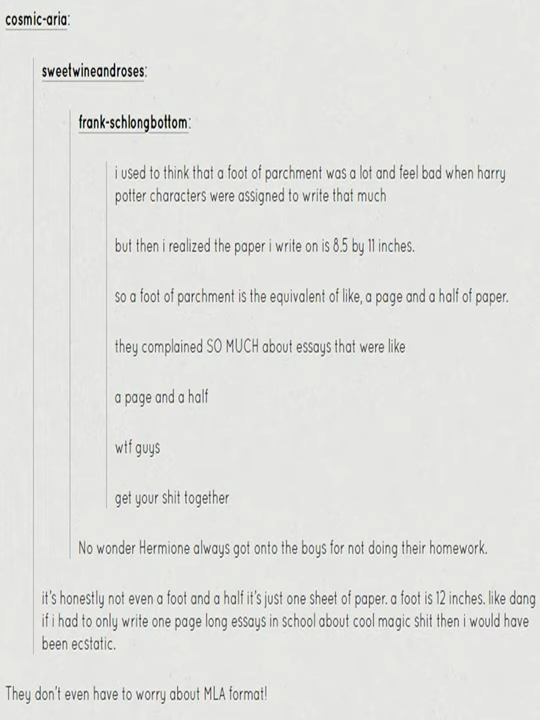 cosmic-aria:
sweetwineandroses:
frank-schlongbottom:
i used to think that a foot of parchment was a lot and feel bad when harry
potter characters were assigned to write that much
but then i realized the paper i write on is 8.5 by 11 inches.
so a foot of parchment is the equivalent of like, a page and a half of paper.
they complained SO MUCH about essays that were like
a page and a half
wtf guys
get your shit together
No wonder Hermione always got onto the boys for not doing their homework.
it's honestly not even a foot and a half it's just one sheet of paper. a foot is 12 inches. like dang
if i had to only write one page long essays in school about cool magic shit then i would have
been ecstatic.
They don't even have to worry about MLA format!